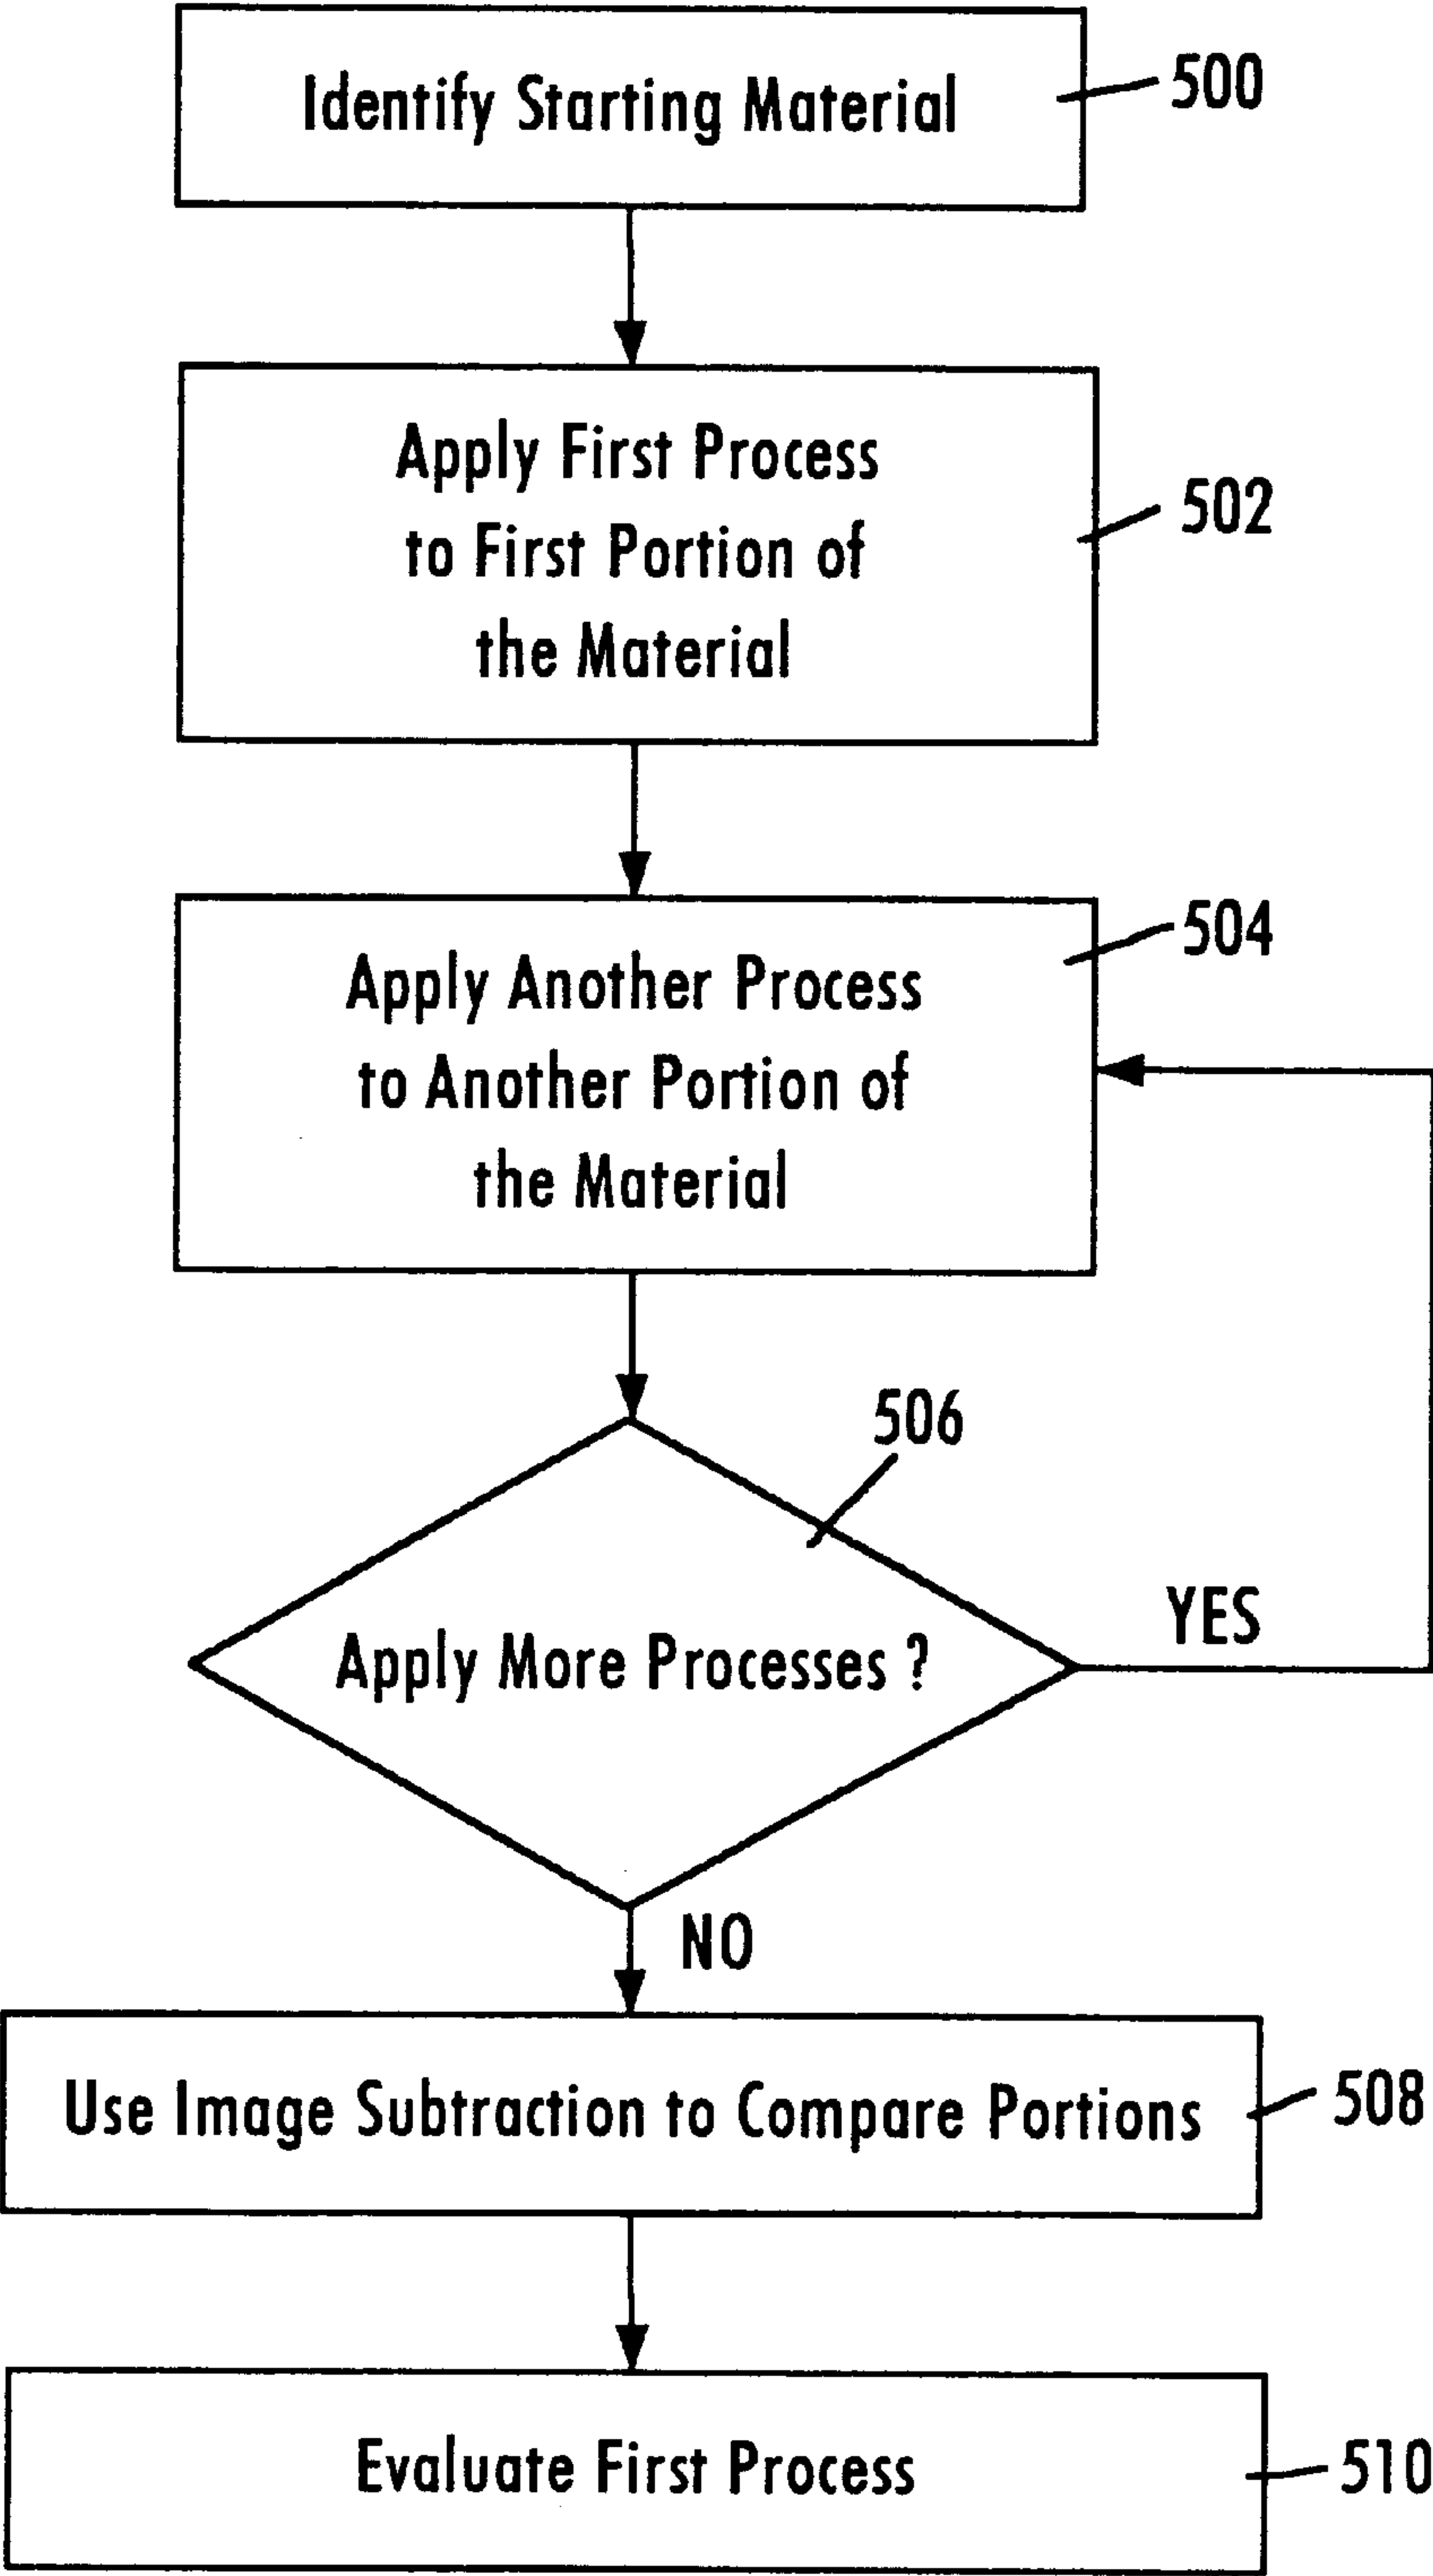 Identify Starting Material
500
Apply First Process
to First Portion of
the Material
502
504
Apply Another Process
to Another Portion of
the Material
506
Apply More Processes ?
YES
NO
Use Image Subtraction to Compare Portions
508
Evaluate First Process
510